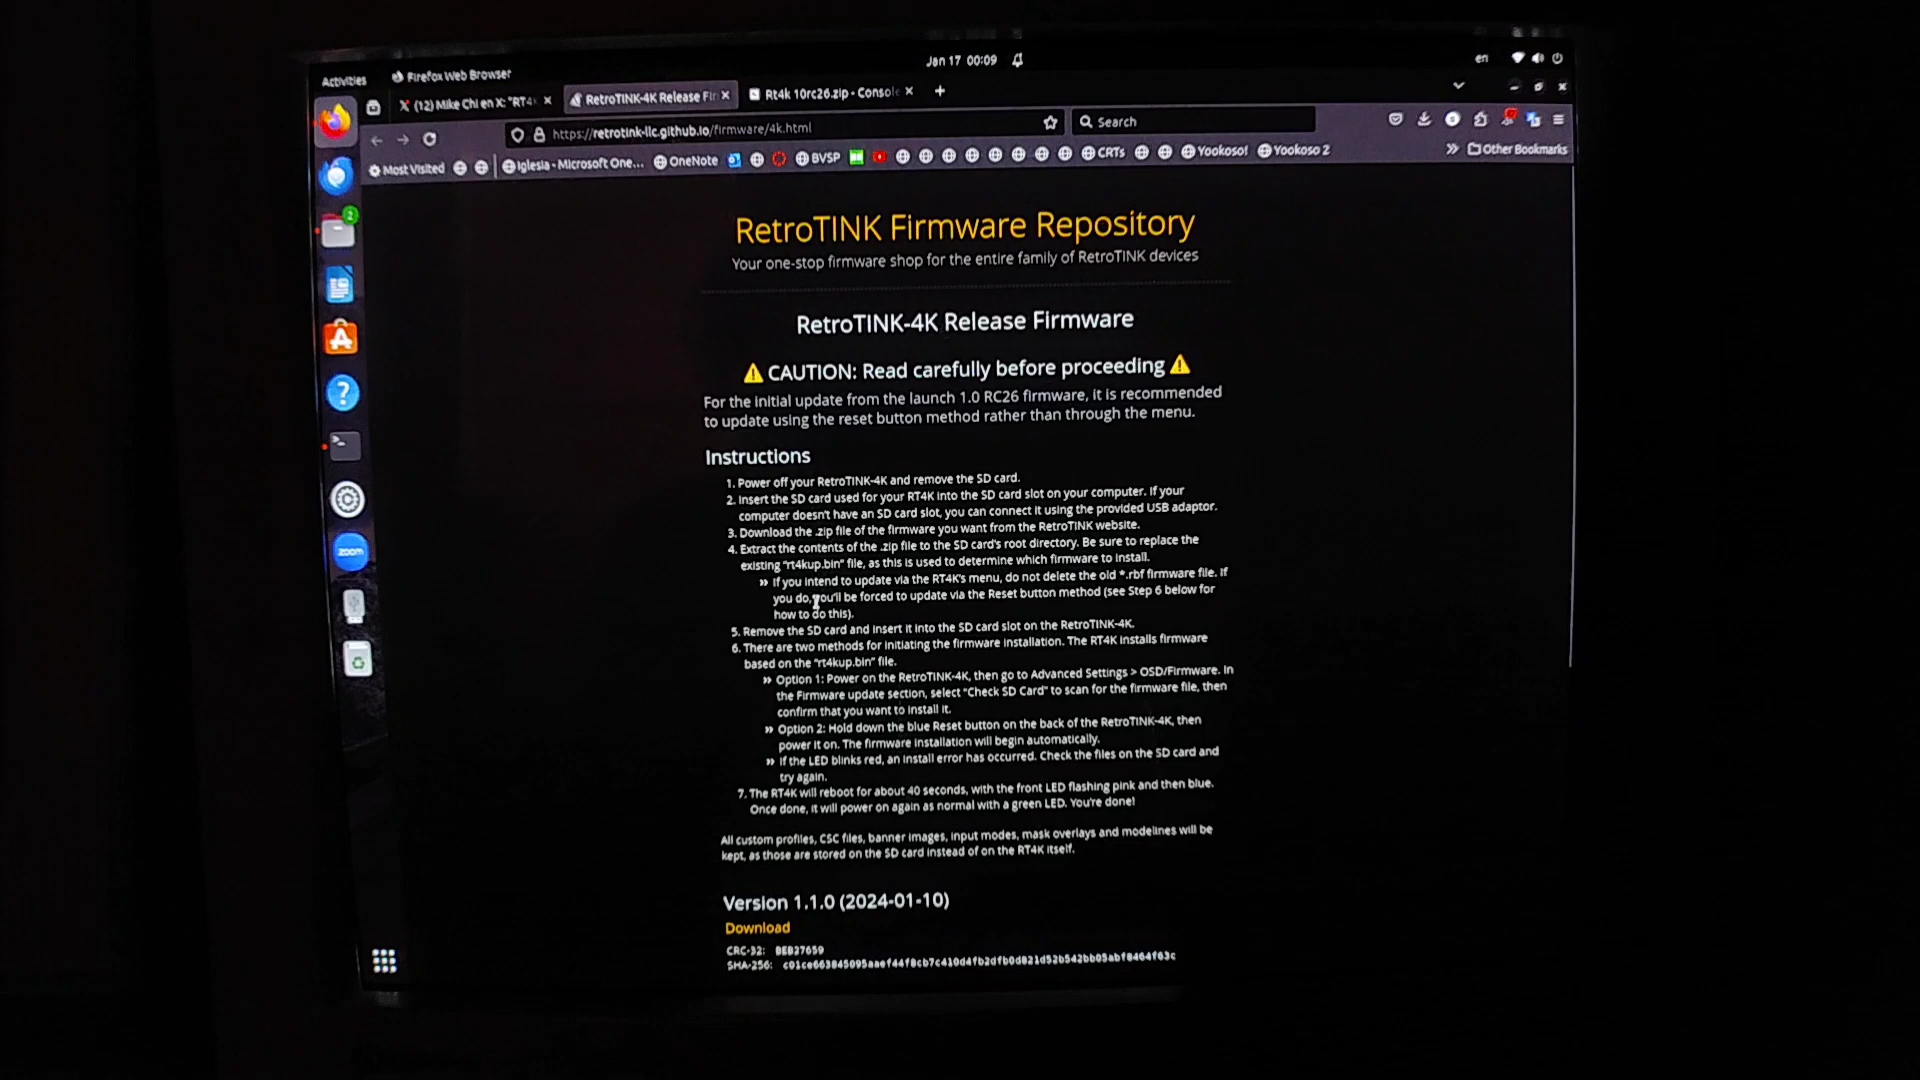 Activities
Firefox Web Browser
Jan 17 00:09
en
(12) Mike Chi en X: "RT4
RetroTINK-4K Release Fir
Rt4k 10rc26.zip - Consol
https://retrotink-llc.github.io/firmware/4k.html
Search
Most Visited
Iglesia - Microsoft One...
OneNote
BVSP
CRTs
Yookoso!
Yookoso 2
Other Bookmarks
2
zoom
RetroTINK Firmware Repository
Your one-stop firmware shop for the entire family of RetroTINK devices
RetroTINK-4K Release Firmware
CAUTION: Read carefully before proceeding
For the initial update from the launch 1.0 RC26 firmware, it is recommended
to update using the reset button method rather than through the menu.
Instructions
1. Power off your RetroTINK-4K and remove the SD card.
2. Insert the SD card used for your RT4K into the SD card slot on your computer. If your
computer doesn't have an SD card slot, you can connect it using the provided USB adaptor.
3. Download the .zip file of the firmware you want from the RetroTINK website.
4. Extract the contents of the .zip file to the SD card's root directory. Be sure to replace the
existing "rt4kup.bin" file, as this is used to determine which firmware to install.
» If you intend to update via the RT4K's menu, do not delete the old *.rbf firmware file. If
you do, you'll be forced to update via the Reset button method (see Step 6 below for
how to do this).
5. Remove the SD card and insert it into the SD card slot on the RetroTINK-4K.
6. There are two methods for initiating the firmware installation. The RT4K installs firmware
based on the "rt4kup.bin" file.
» Option 1: Power on the RetroTINK-4K, then go to Advanced Settings > OSD/Firmware. In
the Firmware update section, select "Check SD Card" to scan for the firmware file, then
confirm that you want to install it.
» Option 2: Hold down the blue Reset button on the back of the RetroTINK-4K, then
power it on. The firmware installation will begin automatically.
» If the LED blinks red, an install error has occurred. Check the files on the SD card and
try again.
7. The RT4K will reboot for about 40 seconds, with the front LED flashing pink and then blue.
Once done, it will power on again as normal with a green LED. You're done!
All custom profiles, CSC files, banner images, input modes, mask overlays and modelines will be
kept, as those are stored on the SD card instead of on the RT4K itself.
Version 1.1.0 (2024-01-10)
Download
CRC-32:
SHA-256: